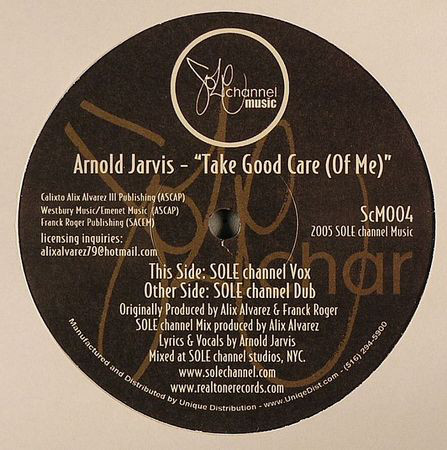 SOLE channel
music
Arnold Jarvis – "Take Good Care (Of Me)"
Calixto Alix Alvarez III Publishing (ASCAP)
Westbury Music/Emenet Music (ASCAP)
Franck Roger Publishing (SACEM)
licensing inquiries:
alixalvarez79@hotmail.com
ScM004
2005 SOLE channel Music
SOLE
char
This Side: SOLE channel Vox
Other Side: SOLE channel Dub
Originally Produced by Alix Alvarez & Franck Roger
SOLE channel Mix produced by Alix Alvarez
Lyrics & Vocals by Arnold Jarvis
Mixed at SOLE channel studios, NYC.
www.solechannel.com
www.realtonerecords.com
Manufactured and Distributed by Unique Distribution - www.UniqeDist.com - (516) 294-5900